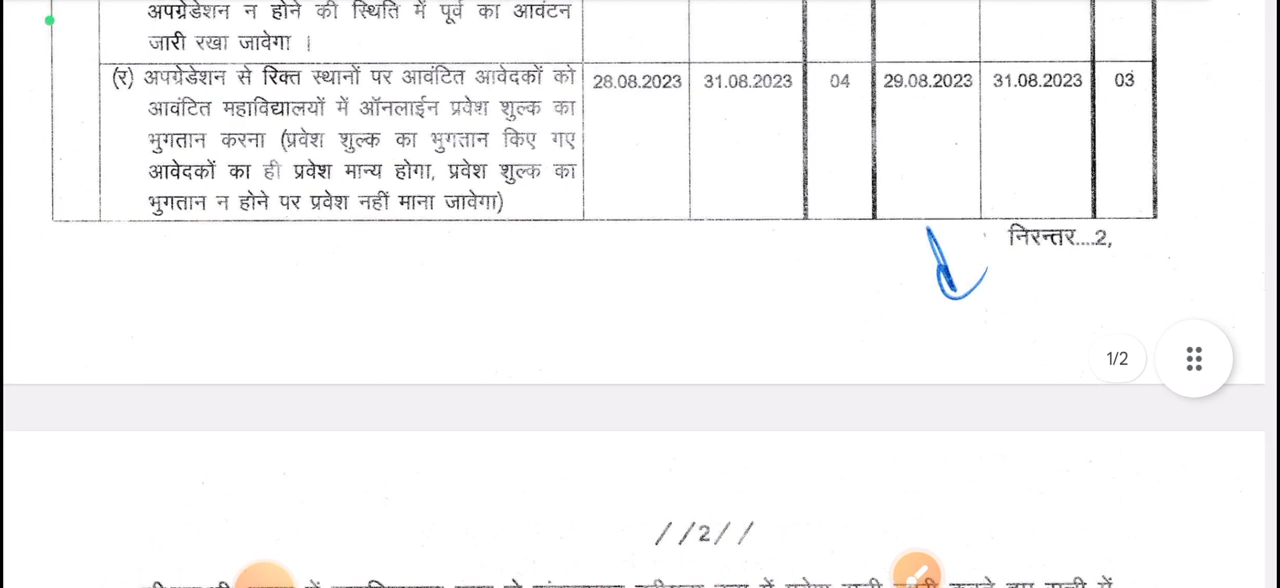 अपग्रेडेशन न होने की स्थिति में पूर्व का आवंटन
जारी रखा जावेगा ।
(र) अपग्रेडेशन से रिक्त स्थानों पर आवंटित आवेदकों को 28.08.2023 31.08.2023 04 29.08.2023 31.08.2023 03
आवंटित महाविद्यालयों में ऑनलाईन प्रवेश शुल्क का
भुगतान करना (प्रवेश शुल्क का भुगतान किए गए
आवेदकों का ही प्रवेश मान्य होगा, प्रवेश शुल्क का
भुगतान न होने पर प्रवेश नहीं माना जावेगा)
निरन्तर....2,
1/2
//2//